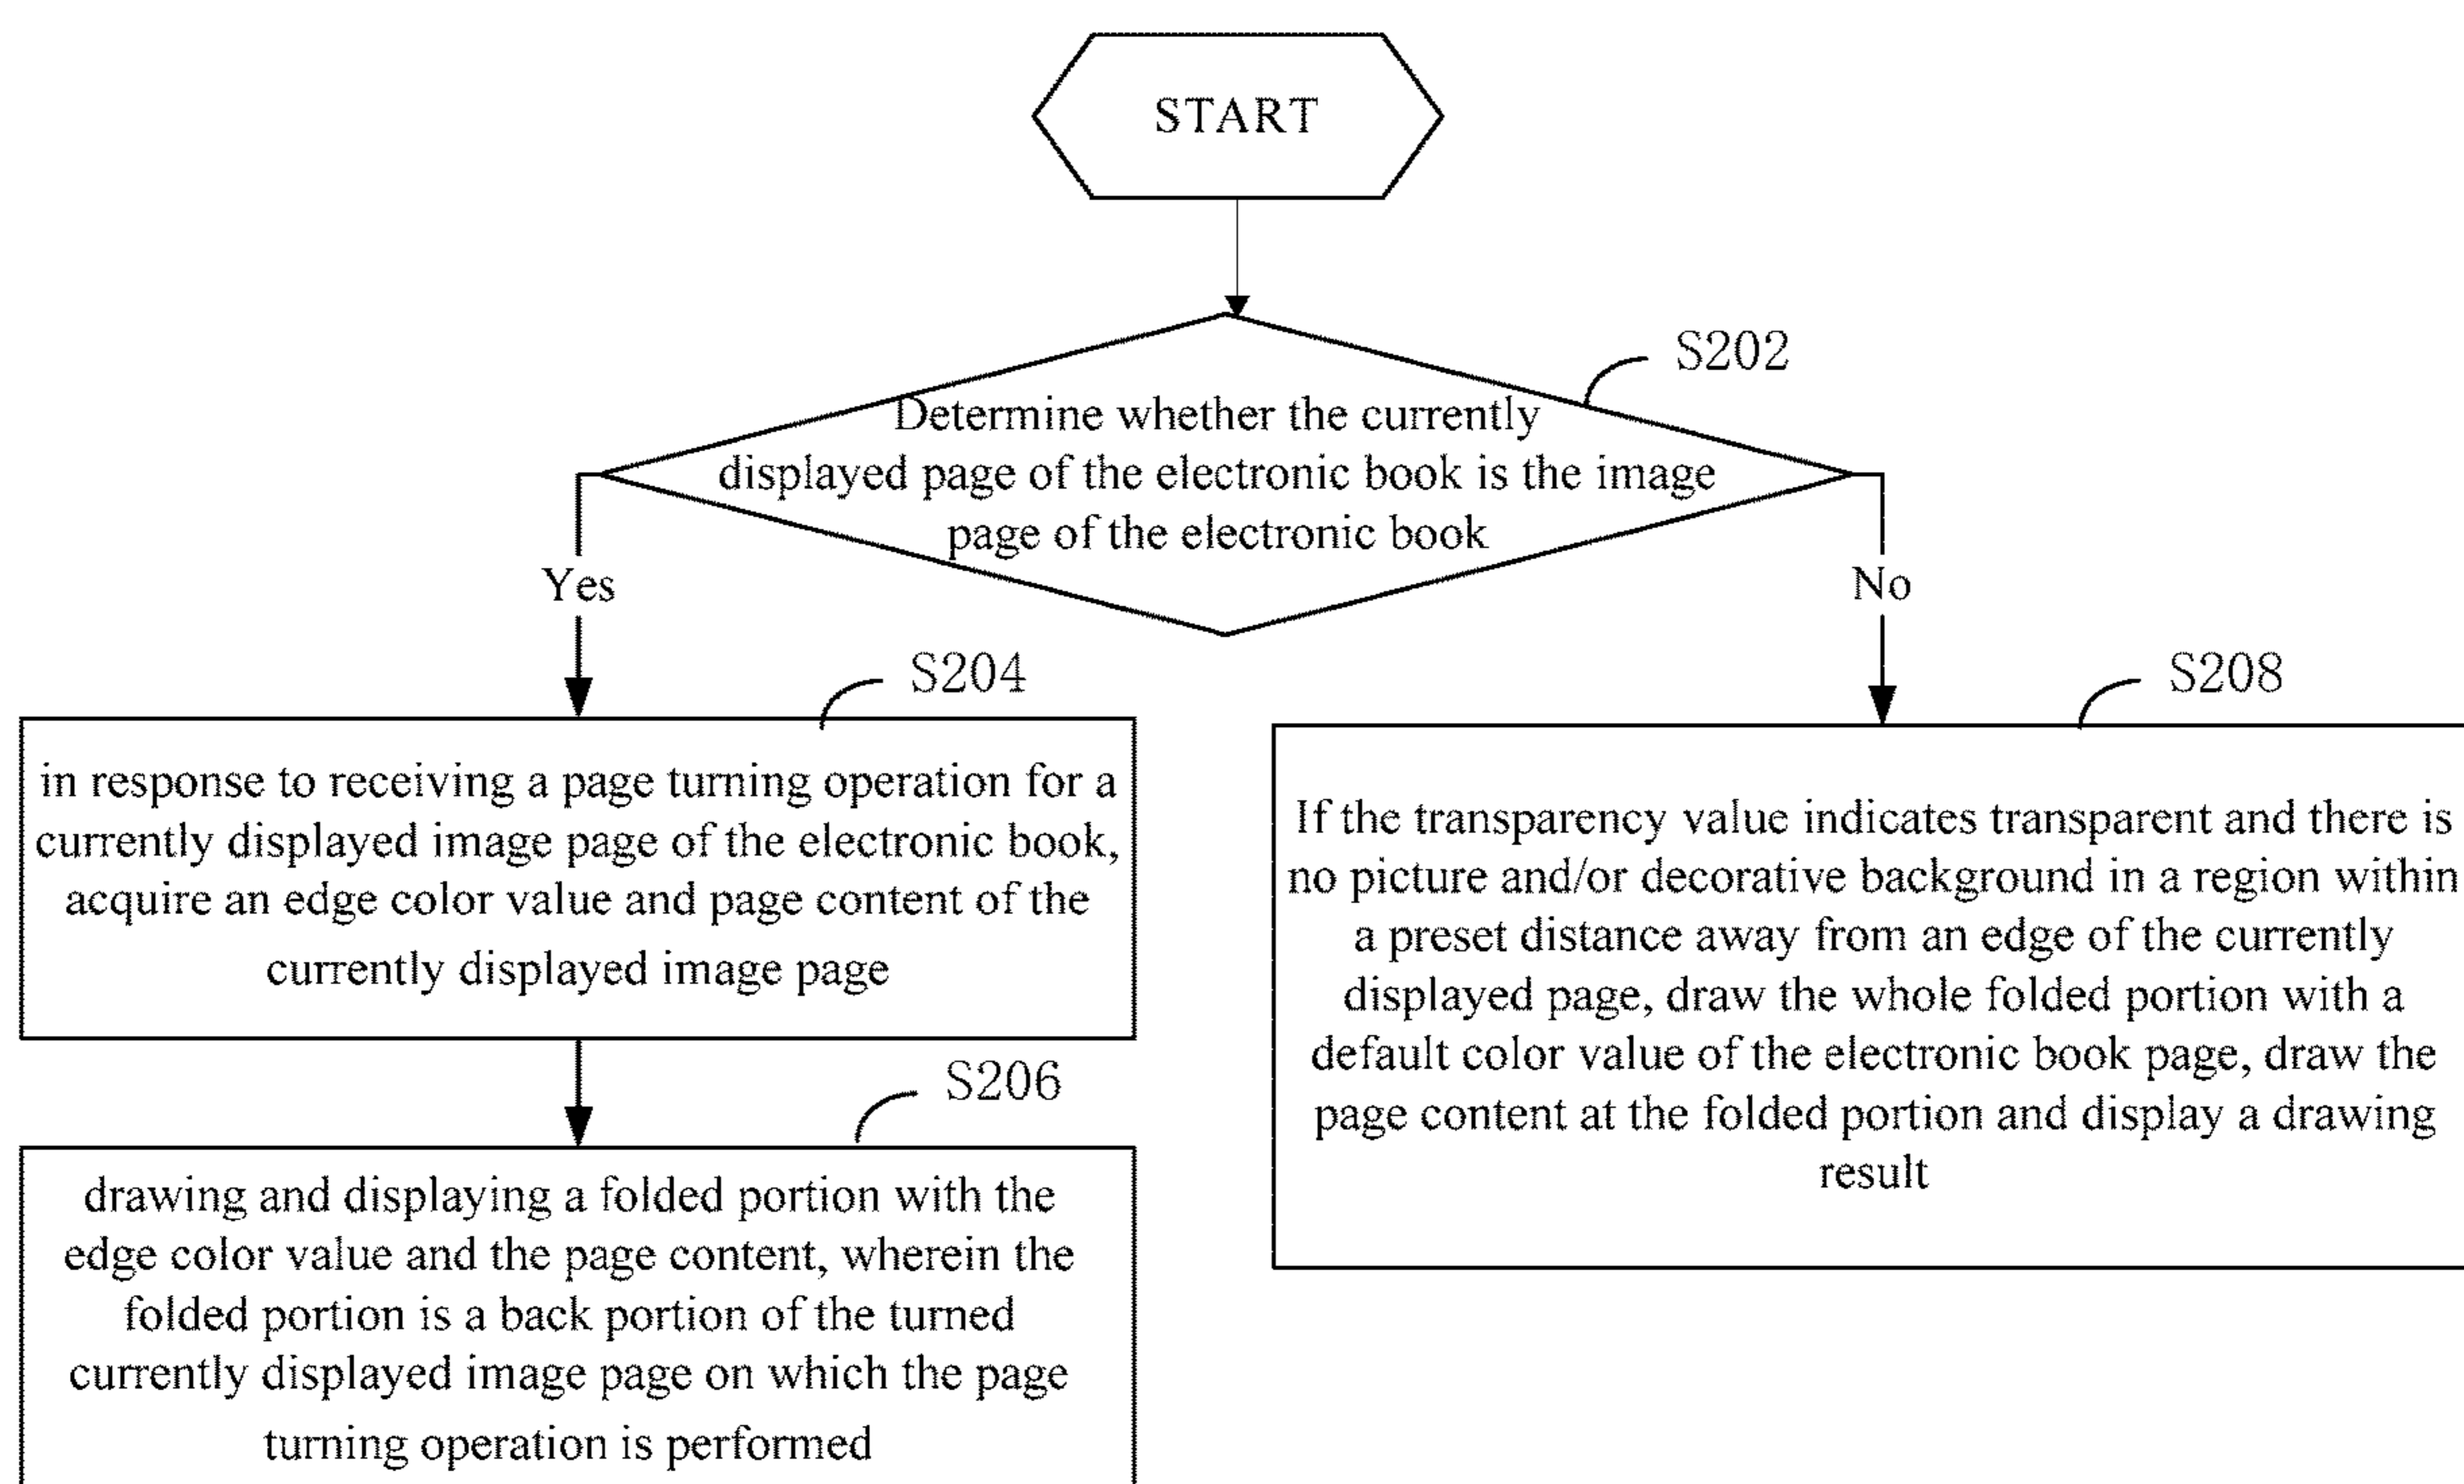 START
S202
Determine whether the currently
displayed page of the electronic book is the image
page of the electronic book
Yes
No
S204
in response to receiving a page turning operation for a
currently displayed image page of the electronic book,
acquire an edge color value and page content of the
currently displayed image page
S206
drawing and displaying a folded portion with the
edge color value and the page content, wherein the
folded portion is a back portion of the turned
currently displayed image page on which the page
turning operation is performed
S208
If the transparency value indicates transparent and there is
no picture and/or decorative background in a region within
a preset distance away from an edge of the currently
displayed page, draw the whole folded portion with a
default color value of the electronic book page, draw the
page content at the folded portion and display a drawing
result